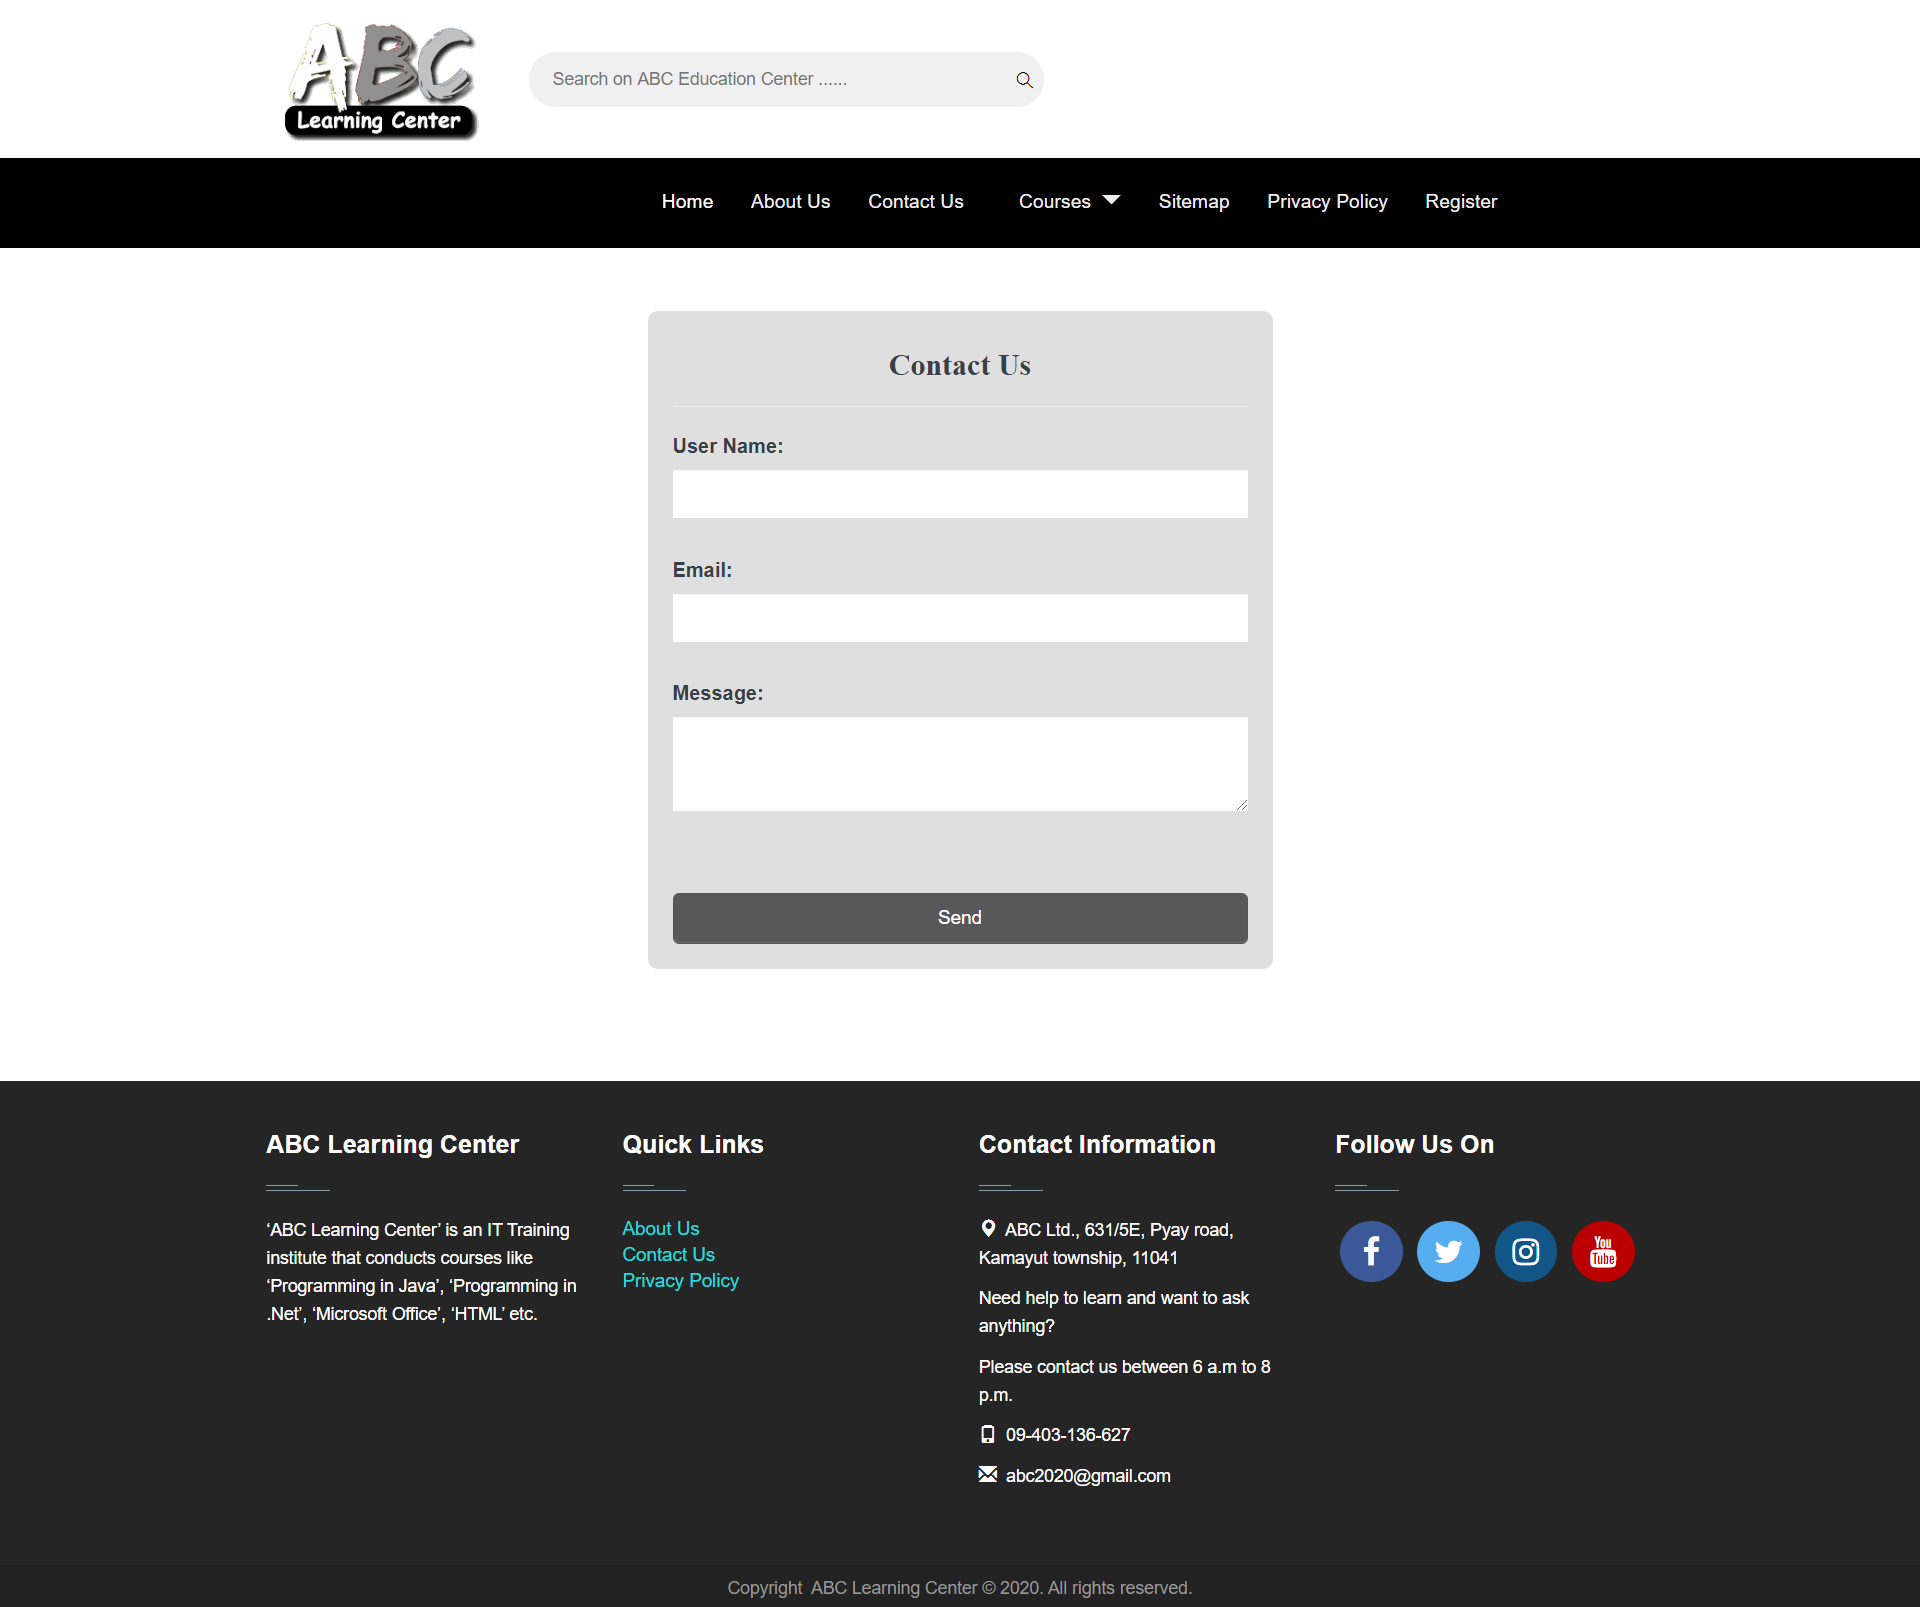 ABC
Learning Center
Search on ABC Education Center ......
Home About Us Contact Us Courses Sitemap Privacy Policy Register
Contact Us
User Name:
Email:
Message:
Send
ABC Learning Center
‘ABC Learning Center’ is an IT Training
institute that conducts courses like
‘Programming in Java’, ‘Programming in
.Net’, ‘Microsoft Office’, ‘HTML’ etc.
Quick Links
About Us
Contact Us
Privacy Policy
Contact Information
ABC Ltd., 631/5E, Pyay road,
Kamayut township, 11041
Need help to learn and want to ask
anything?
Please contact us between 6 a.m to 8
p.m.
09-403-136-627
abc2020@gmail.com
Follow Us On
You
Tube
Copyright ABC Learning Center © 2020. All rights reserved.